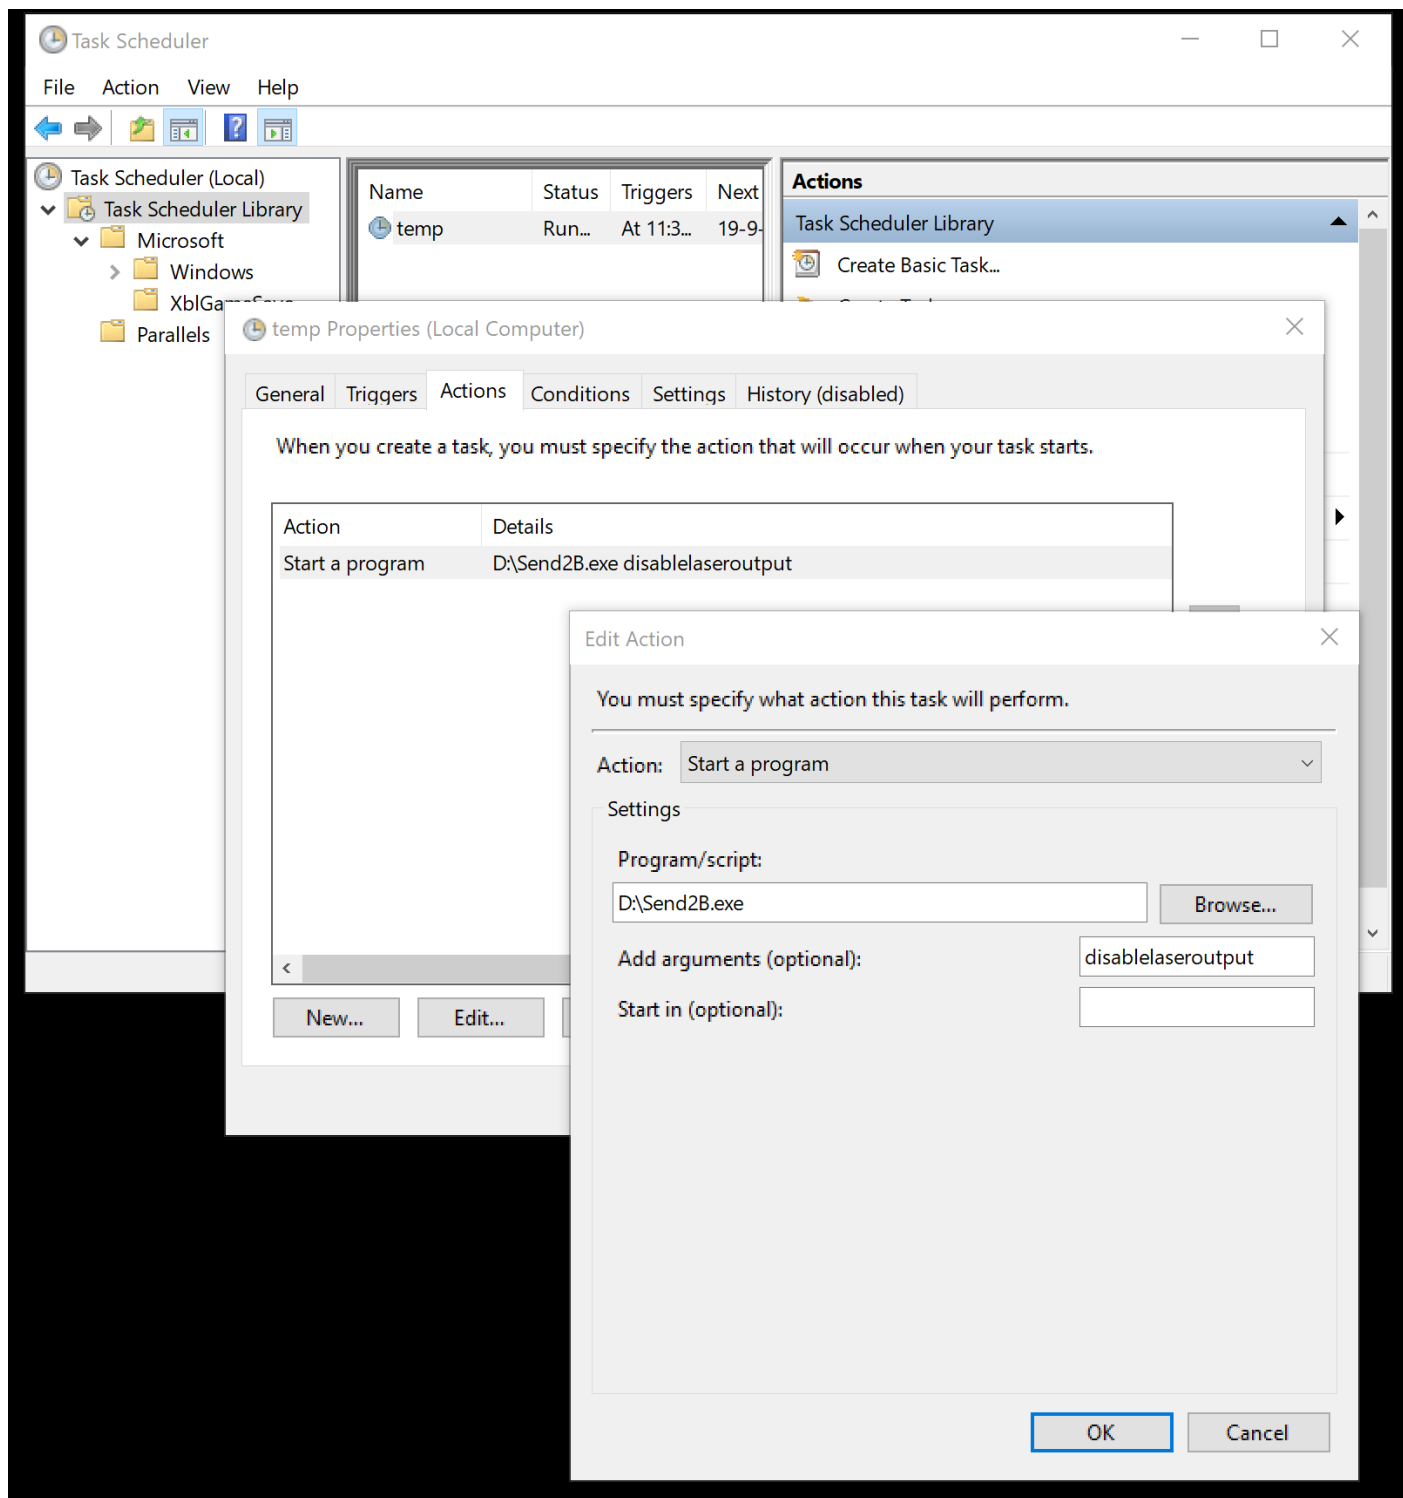 Task Scheduler
File Action View Help
Task Scheduler (Local)
Task Scheduler Library
Microsoft
Windows
Parallels
Name Status Triggers Next
temp Run... At 11:3... 19-9-
Actions
Task Scheduler Library
Create Basic Task...
temp Properties (Local Computer)
General Triggers Actions Conditions Settings History (disabled)
When you create a task, you must specify the action that will occur when your task starts.
Action Details
Start a program D:\Send2B.exe disablelaseroutput
New... Edit...
Edit Action
You must specify what action this task will perform.
Action: Start a program
Settings
Program/script:
D:\Send2B.exe Browse...
Add arguments (optional): disablelaseroutput
Start in (optional):
OK Cancel